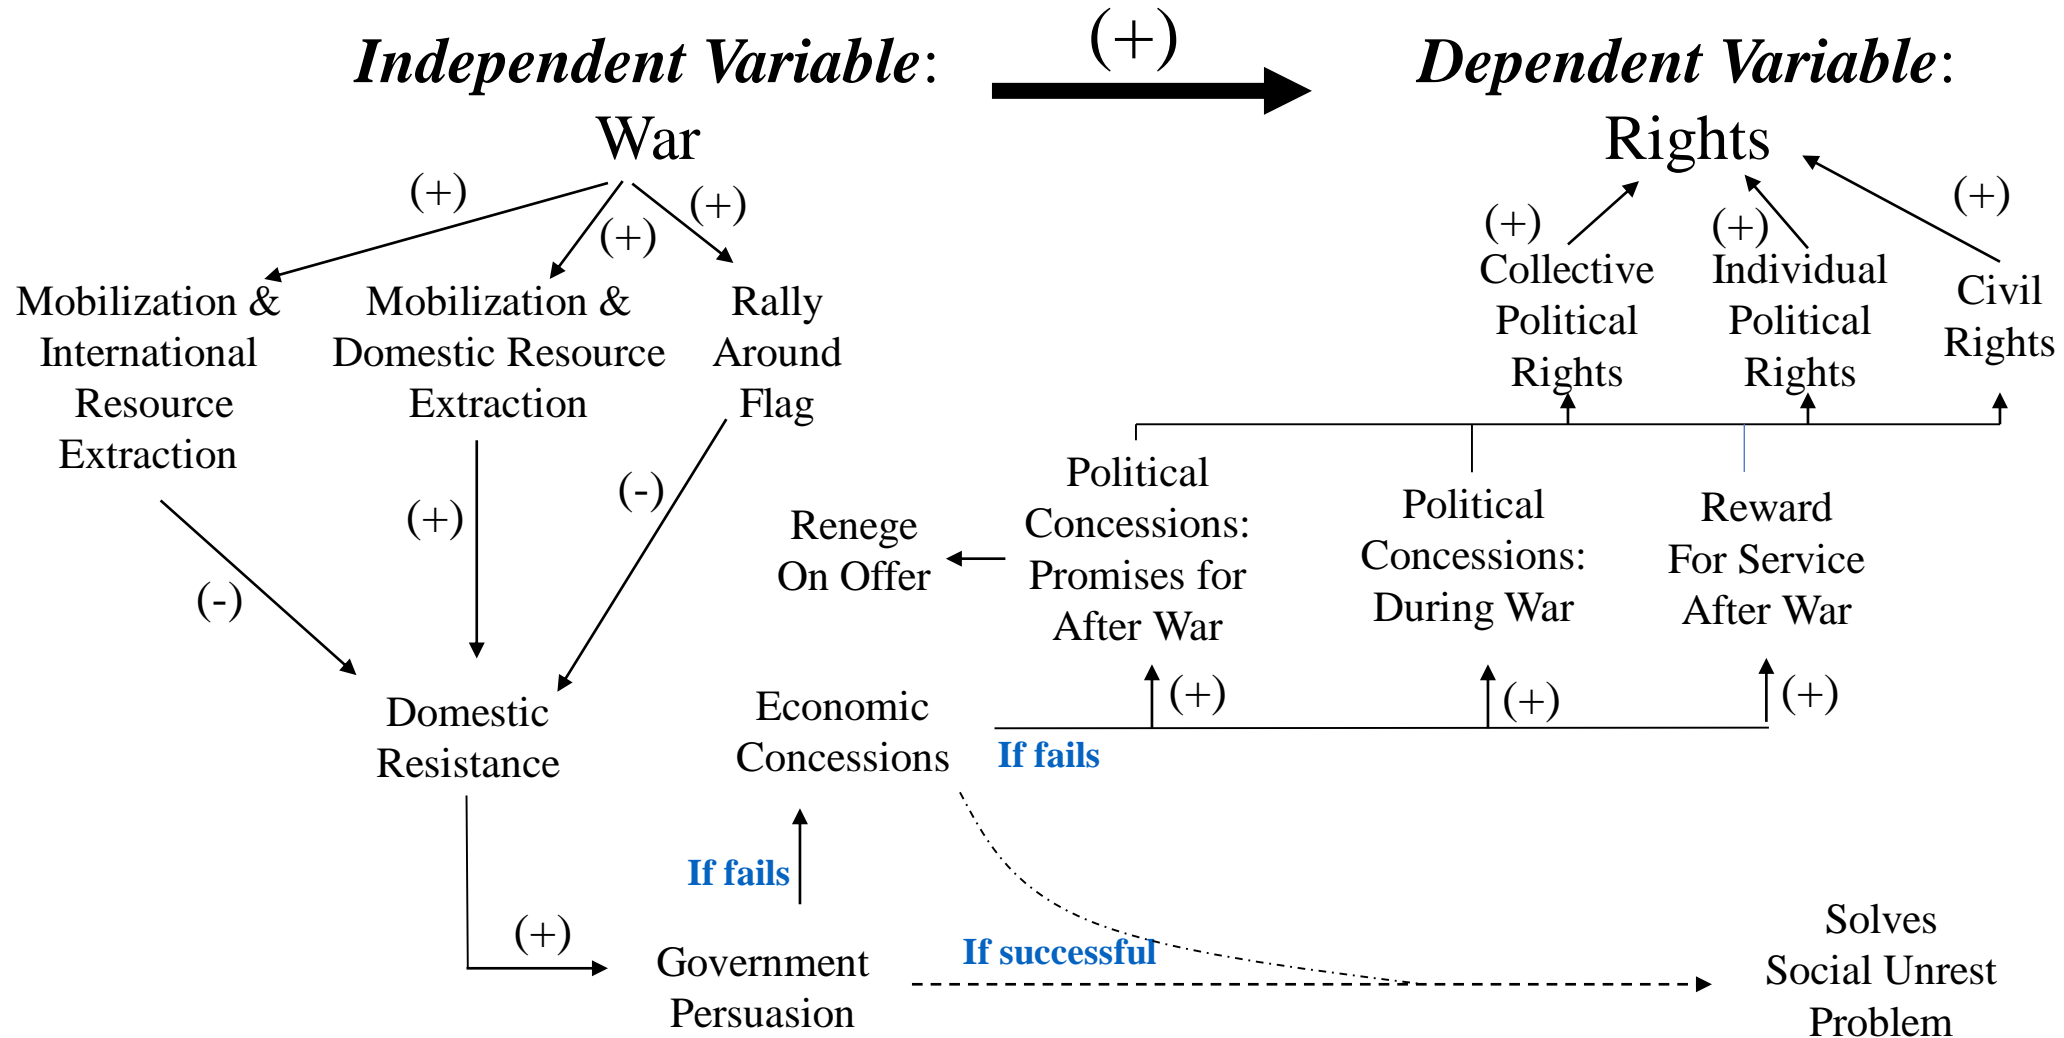 Independent Variable:
War
(+)
Dependent Variable:
Rights
(+)
(+)
(+)
Mobilization &
International
Resource
Extraction
Mobilization &
Domestic Resource
Extraction
Rally
Around
Flag
(+)
(+)
(+)
Collective
Political
Rights
Individual
Political
Rights
Civil
Rights
(-)
(+)
(-)
Renege
On Offer
Political
Concessions:
Promises for
After War
Political
Concessions:
During War
Reward
For Service
After War
(+)
(+)
(+)
Domestic
Resistance
Economic
Concessions
If fails
If fails
(+)
Government
Persuasion
If successful
Solves
Social Unrest
Problem